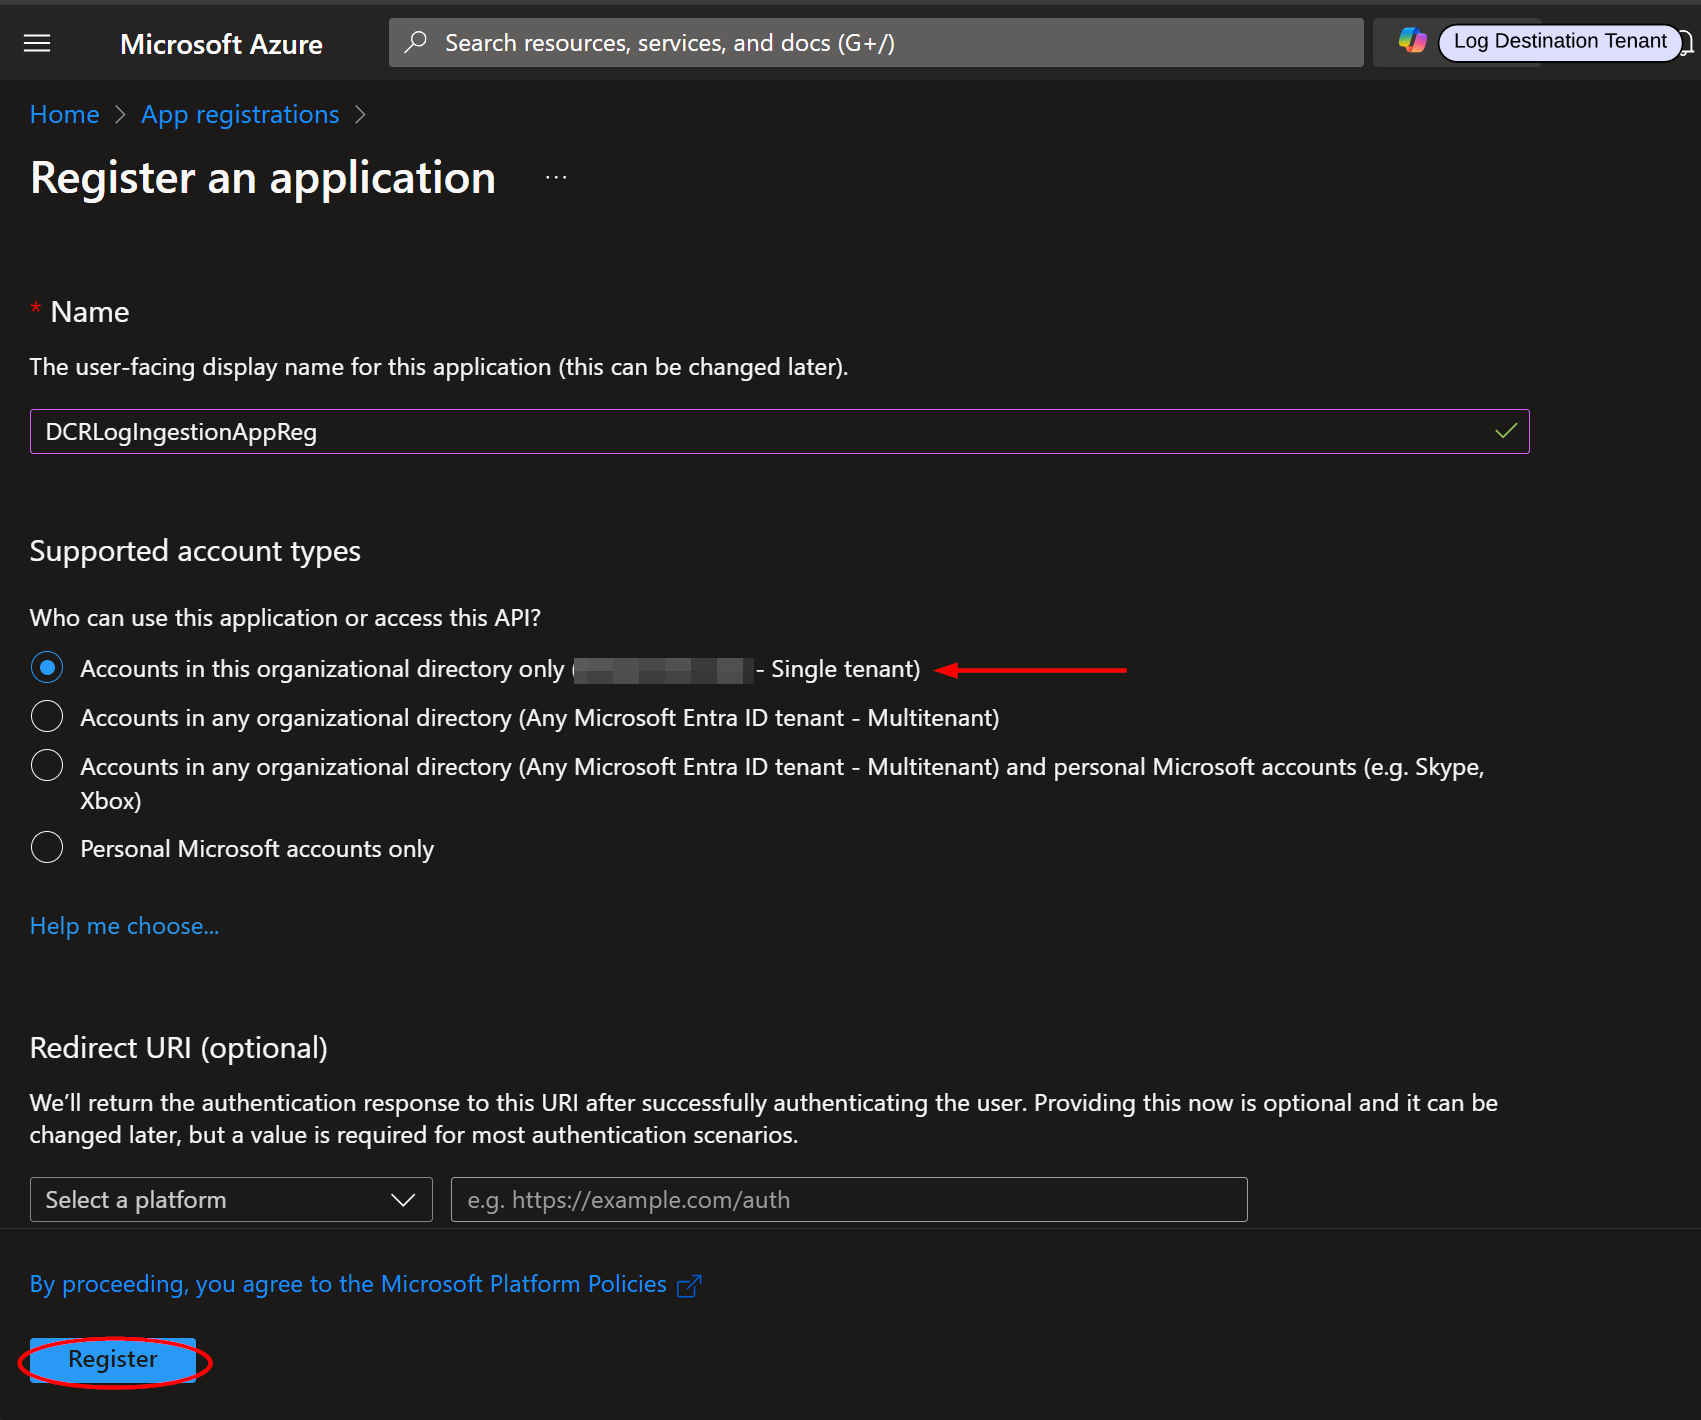 Microsoft Azure
Search resources, services, and docs (G+/)
Log Destination Tenant
Home > App registrations >
Register an application ...
* Name
The user-facing display name for this application (this can be changed later).
DCRLogIngestionAppReg
Supported account types
Who can use this application or access this API?
Accounts in this organizational directory only ( - Single tenant)
Accounts in any organizational directory (Any Microsoft Entra ID tenant - Multitenant)
Accounts in any organizational directory (Any Microsoft Entra ID tenant - Multitenant) and personal Microsoft accounts (e.g. Skype,
Xbox)
Personal Microsoft accounts only
Help me choose...
Redirect URI (optional)
We’ll return the authentication response to this URI after successfully authenticating the user. Providing this now is optional and it can be
changed later, but a value is required for most authentication scenarios.
Select a platform
e.g. https://example.com/auth
By proceeding, you agree to the Microsoft Platform Policies
Register